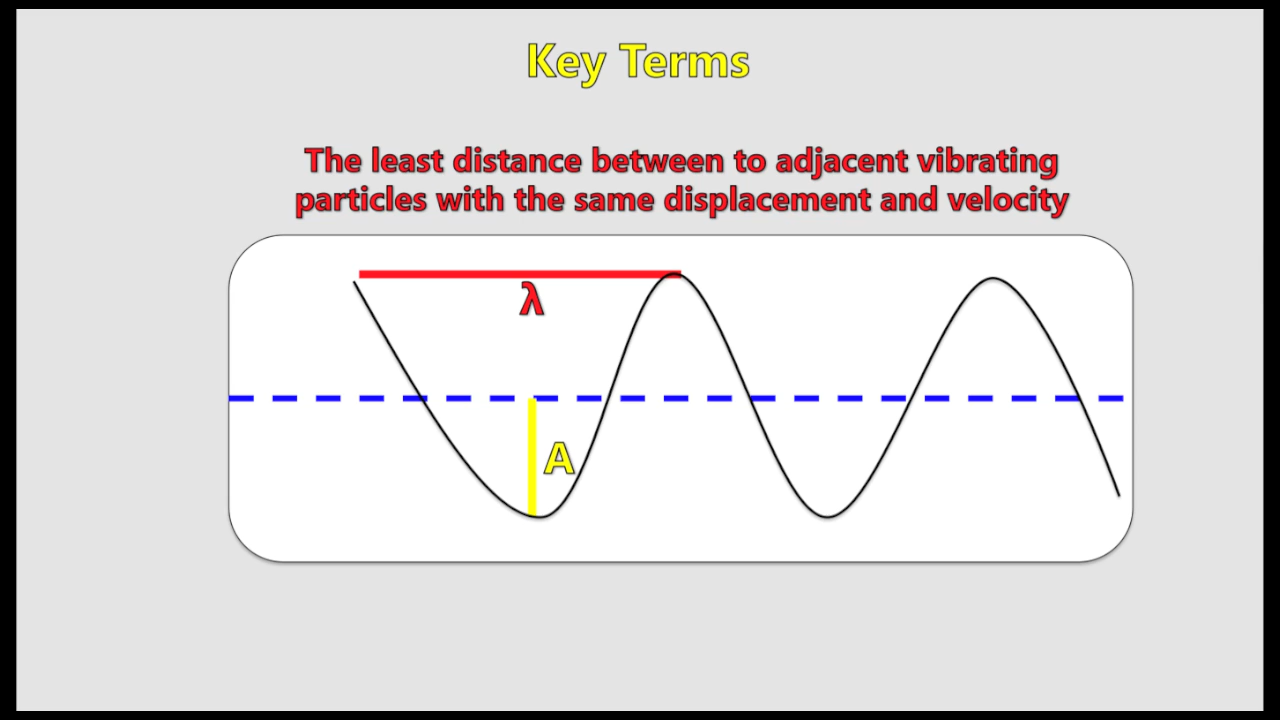 Key Terms
The least distance between to adjacent vibrating
particles with the same displacement and velocity
λ
A